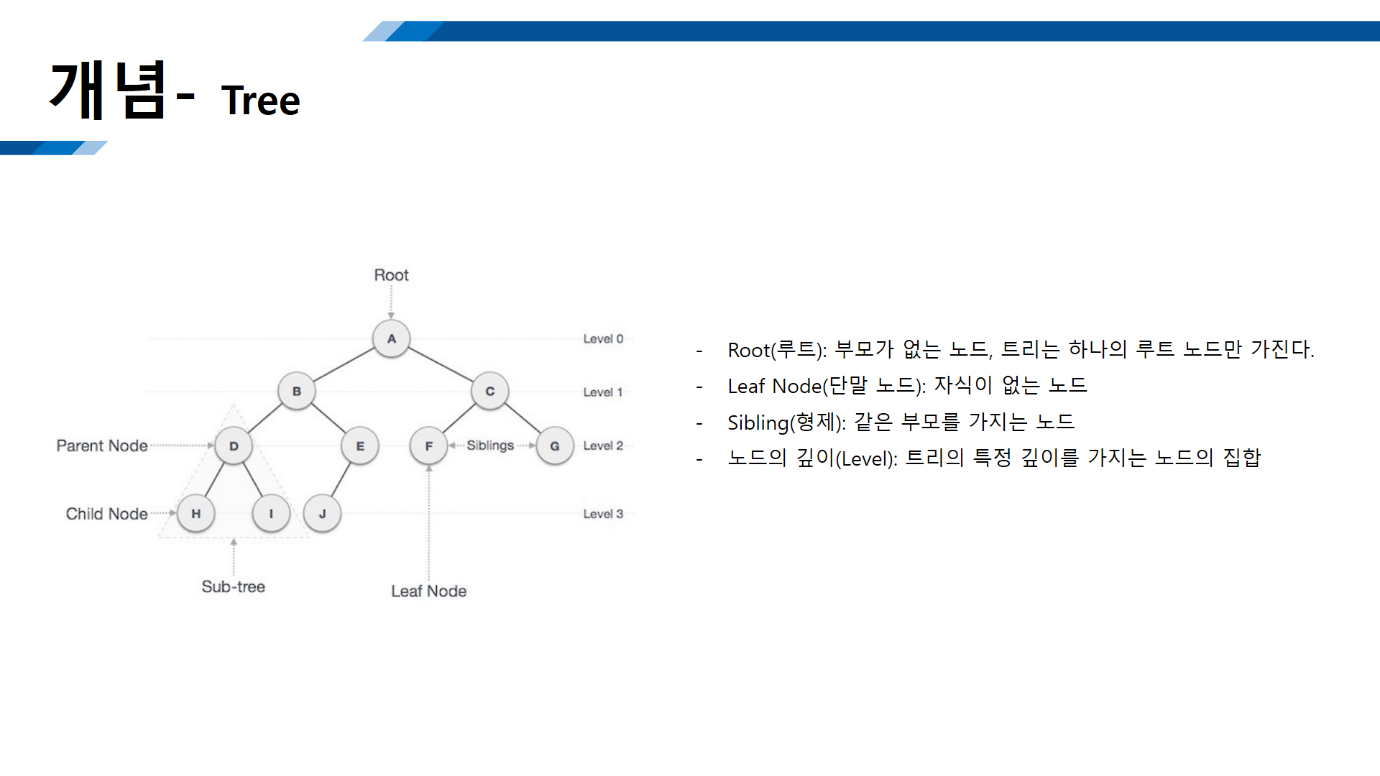 개념- Tree
Root
A
Level 0
B
C
Level 1
Parent Node
D
E
F
Siblings
G
Level 2
Child Node
H
I
J
Level 3
Sub-tree
Leaf Node
- Root(루트): 부모가 없는 노드, 트리는 하나의 루트 노드만 가진다.
- Leaf Node(단말 노드): 자식이 없는 노드
- Sibling(형제): 같은 부모를 가지는 노드
- 노드의 깊이(Level): 트리의 특정 깊이를 가지는 노드의 집합